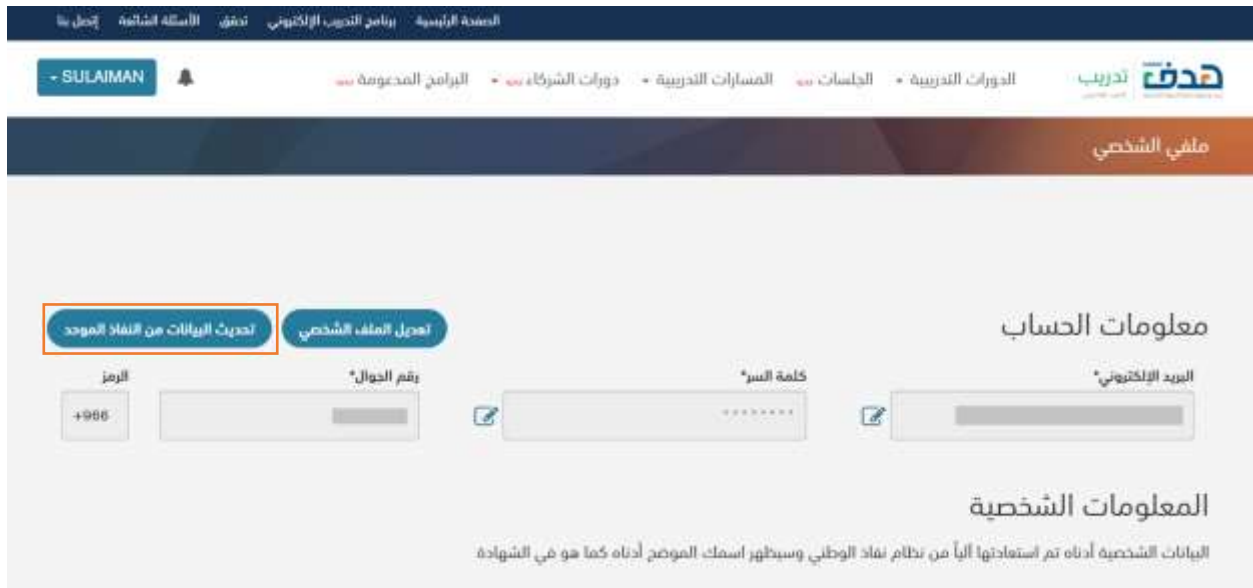 الصفحة الرئيسية برنامج التدريب الإلكتروني تحقق الأسئلة الشائعة إتصل بنا
هدف تدريب
الدورات التدريبية الجلسات المسارات التدريبية دورات الشركاء البرامج المدعومة
SULAIMAN
ملفي الشخصي
معلومات الحساب
تعديل الملف الشخصي تحديث البيانات من النفاذ الموحد
البريد الإلكتروني* كلمة السر* رقم الجوال* الرمز
******** +966
المعلومات الشخصية
البيانات الشخصية أدناه تم استعادتها آلياً من نظام نفاذ الوطني وسيظهر اسمك الموضح أدناه كما هو في الشهادة